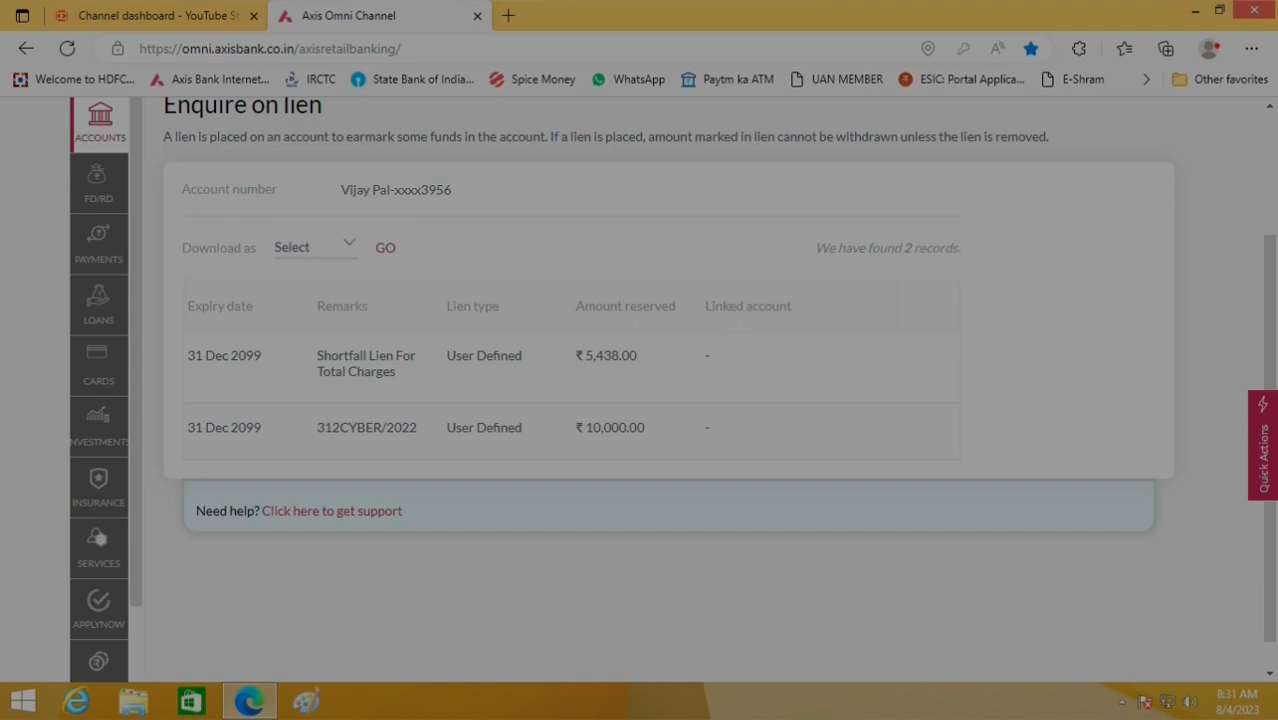 Channel dashboard - YouTube S
Axis Omni Channel
https://omni.axisbank.co.in/axisretailbanking/
Welcome to HDFC...
Axis Bank Internet...
IRCTC
State Bank of India...
Spice Money
WhatsApp
Paytm ka ATM
UAN MEMBER
ESIC: Portal Applica...
E-Shram
Other favorites
ACCOUNTS
FD/RD
PAYMENTS
LOANS
CARDS
NVESTMENTS
INSURANCE
SERVICES
APPLYNOW
Enquire on lien
A lien is placed on an account to earmark some funds in the account. If a lien is placed, amount marked in lien cannot be withdrawn unless the lien is removed.
Account number Vijay Pal-xxxx3956
Download as Select GO We have found 2 records.
Expiry date Remarks Lien type Amount reserved Linked account
31 Dec 2099 Shortfall Lien For User Defined ₹ 5,438.00 -
Total Charges
31 Dec 2099 312CYBER/2022 User Defined ₹ 10,000.00 -
Need help? Click here to get support
Quick Actions
8:31 AM
8/4/2023